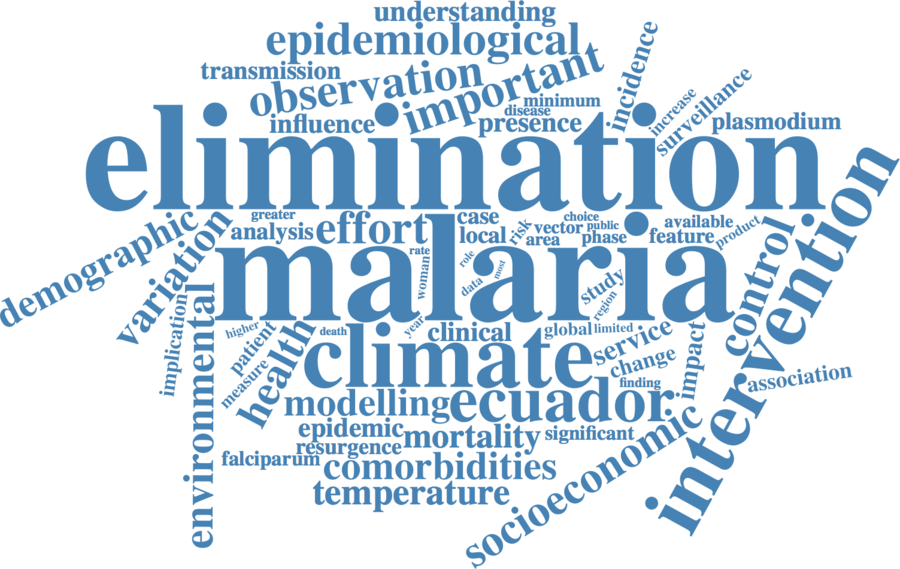 understanding
epidemiological
transmission
observation
important
incidence
increase
surveillance
minimum
disease
influence
presence
plasmodium
elimination
demographic
variation
greater
analysis
effort
case
local
risk
vector
choice
public
area
phase
available
feature
product
control
intervention
malaria
rate
woman
role
data
most
study
region
implication
environmental
higher
patient
measure
health
death
year
clinical
global
limited
service
change
impact
climate
finding
association
modelling
ecuador
epidemic
mortality
significant
resurgence
falciparum
comorbidities
socioeconomic
temperature